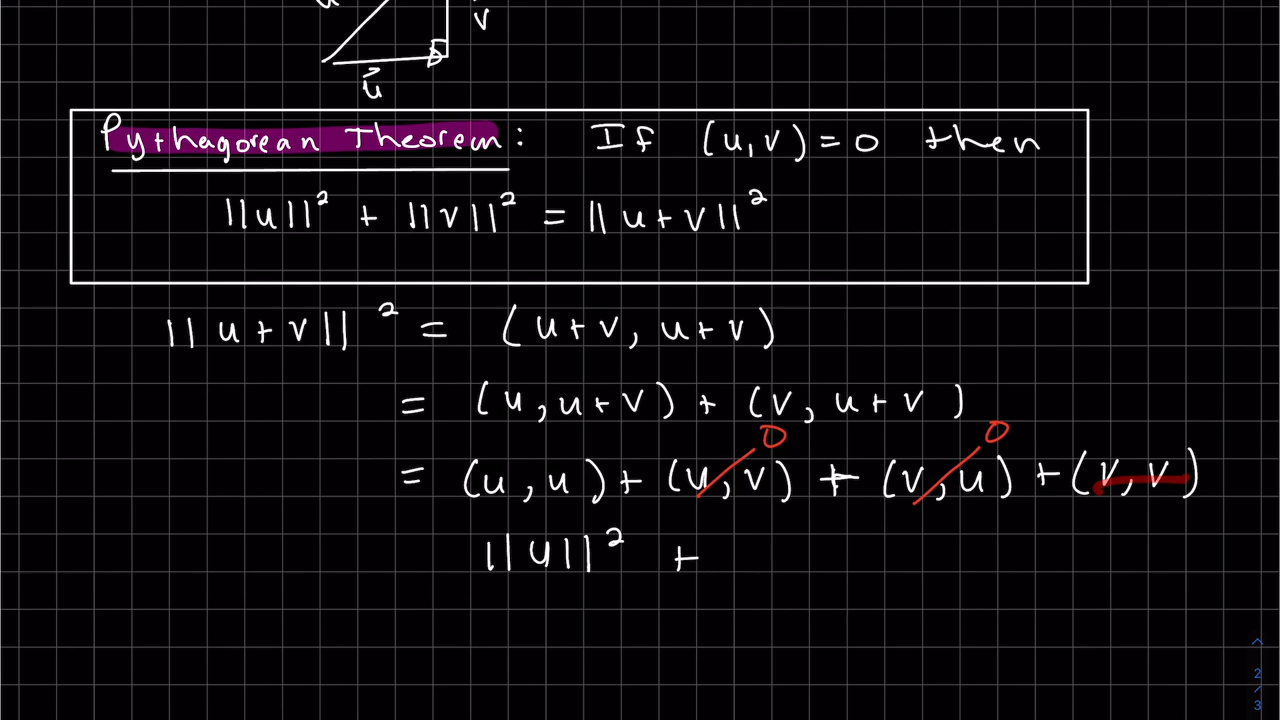 v
u⃗
Pythagorean Theorem: If (u,v)=0 then
||u||² + ||v||² = ||u+v||²
||u+v||² = (u+v, u+v)
= (u,u+v) + (v,u+v)
0 0
= (u,u) + (u,v) + (v,u) + (v,v)
||u||² +
2
/
3